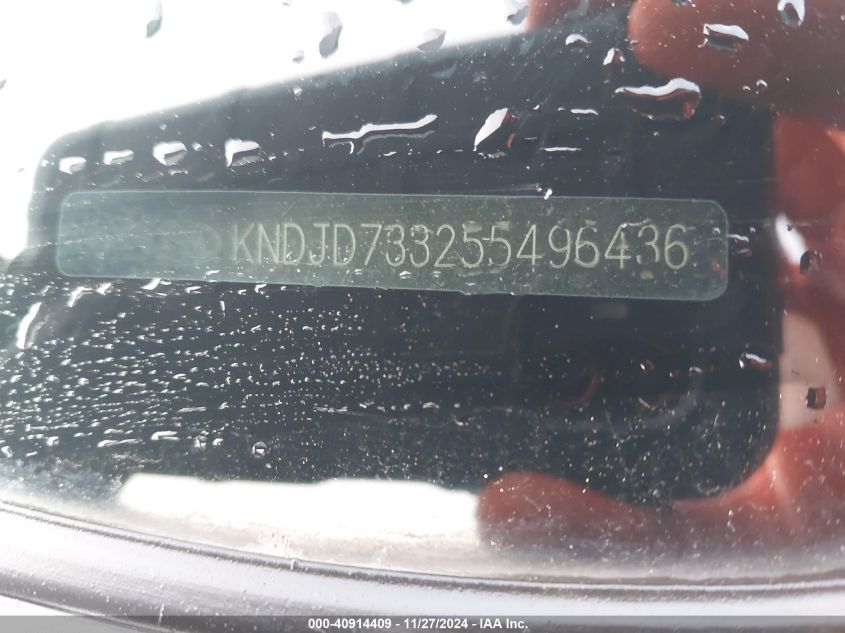 KNDJD733255496436
000-40914409 - 11/27/2024 - IAA Inc.